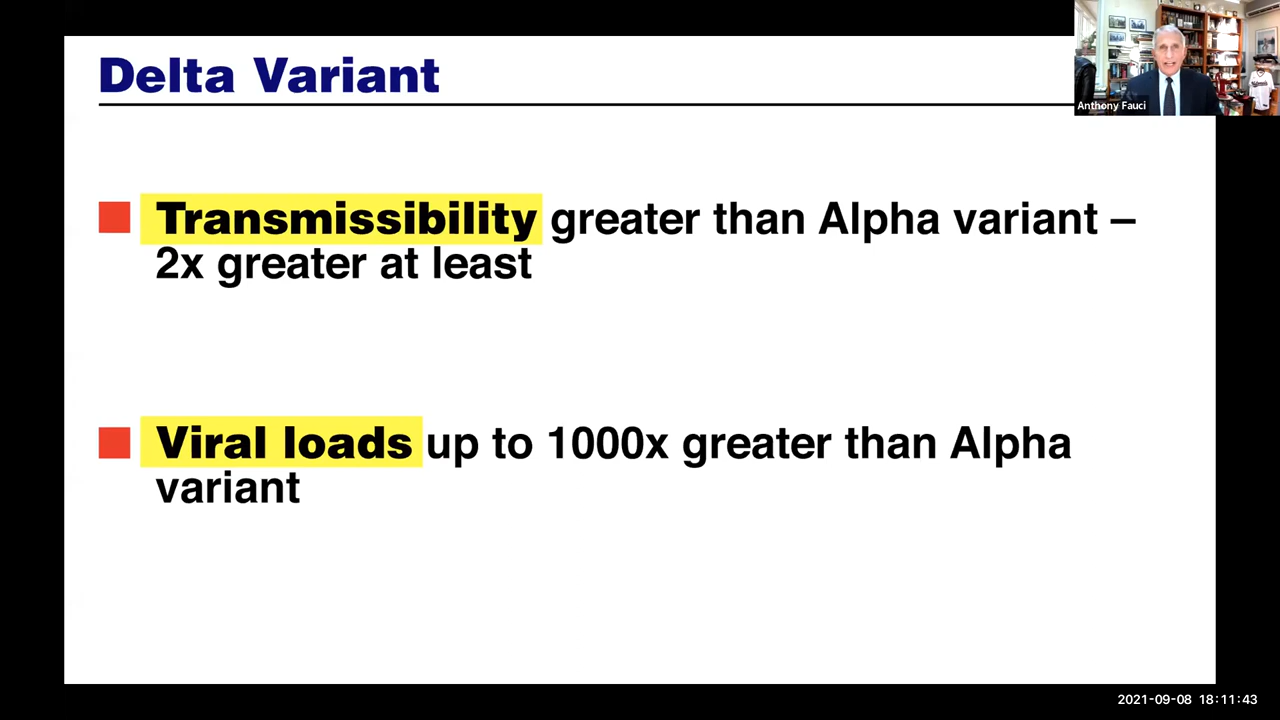 Delta Variant
Anthony Fauci
Transmissibility greater than Alpha variant –
2x greater at least
Viral loads up to 1000x greater than Alpha
variant
2021-09-08 18:11:43